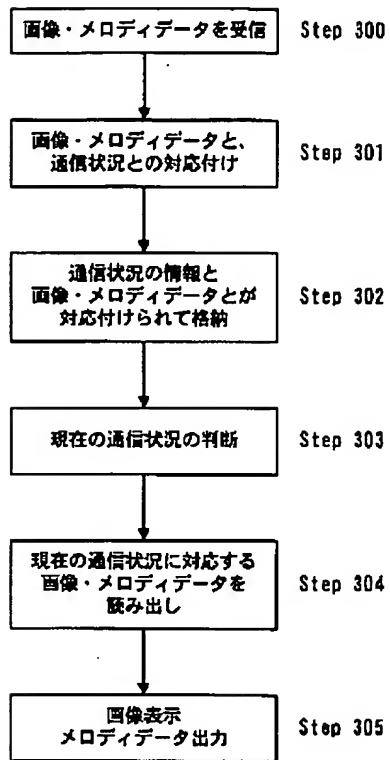 画像・メロディデータを受信 Step 300
画像・メロディデータと、
通信状況との対応付け Step 301
通信状況の情報と
画像・メロディデータとが
対応付けられて格納 Step 302
現在の通信状況の判断 Step 303
現在の通信状況に対応する
画像・メロディデータを
読み出し Step 304
画像表示
メロディデータ出力 Step 305